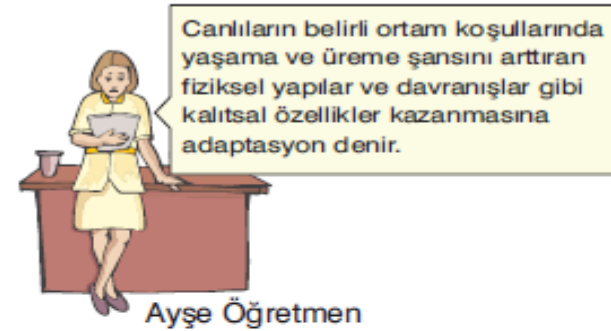 Canlıların belirli ortam koşullarında
yaşama ve üreme şansını arttıran
fiziksel yapılar ve davranışlar gibi
kalıtsal özellikler kazanmasına
adaptasyon denir.
Ayşe Öğretmen